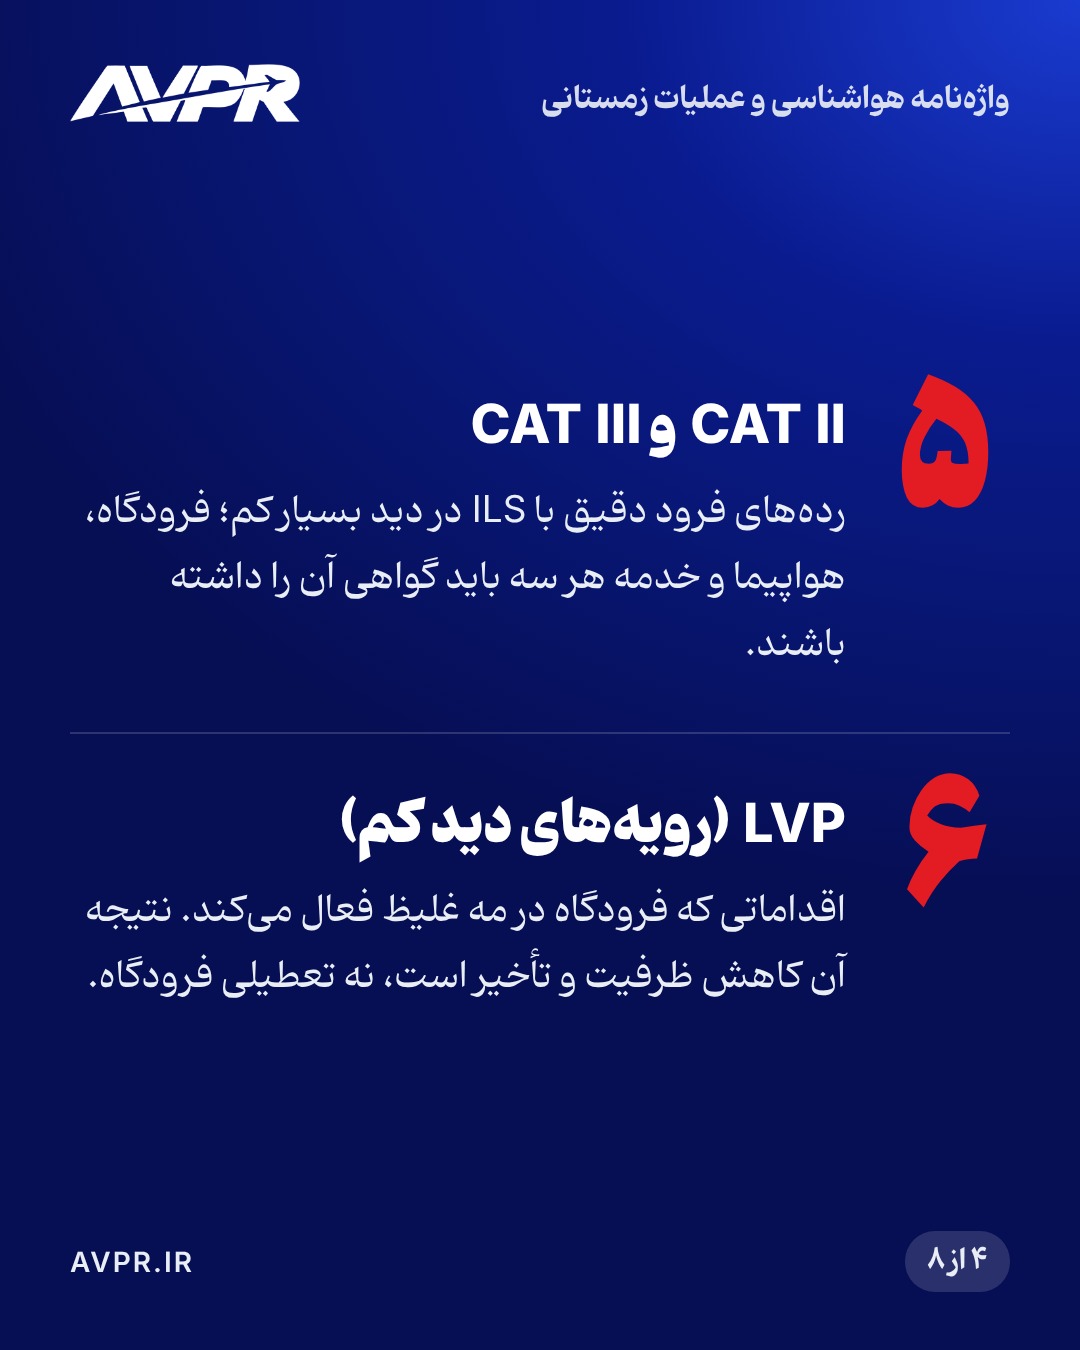 واژه‌نامه هواشناسی و عملیات زمستانی
AVPR
۵
CAT II و CAT III
رده‌های فرود دقیق با ILS در دید بسیار کم؛ فرودگاه،
هواپیما و خدمه هر سه باید گواهی آن را داشته
باشند.
۶
LVP (رویه‌های دید کم)
اقداماتی که فرودگاه در مه غلیظ فعال می‌کند. نتیجه
آن کاهش ظرفیت و تأخیر است، نه تعطیلی فرودگاه.
۴ از ۸
AVPR.IR